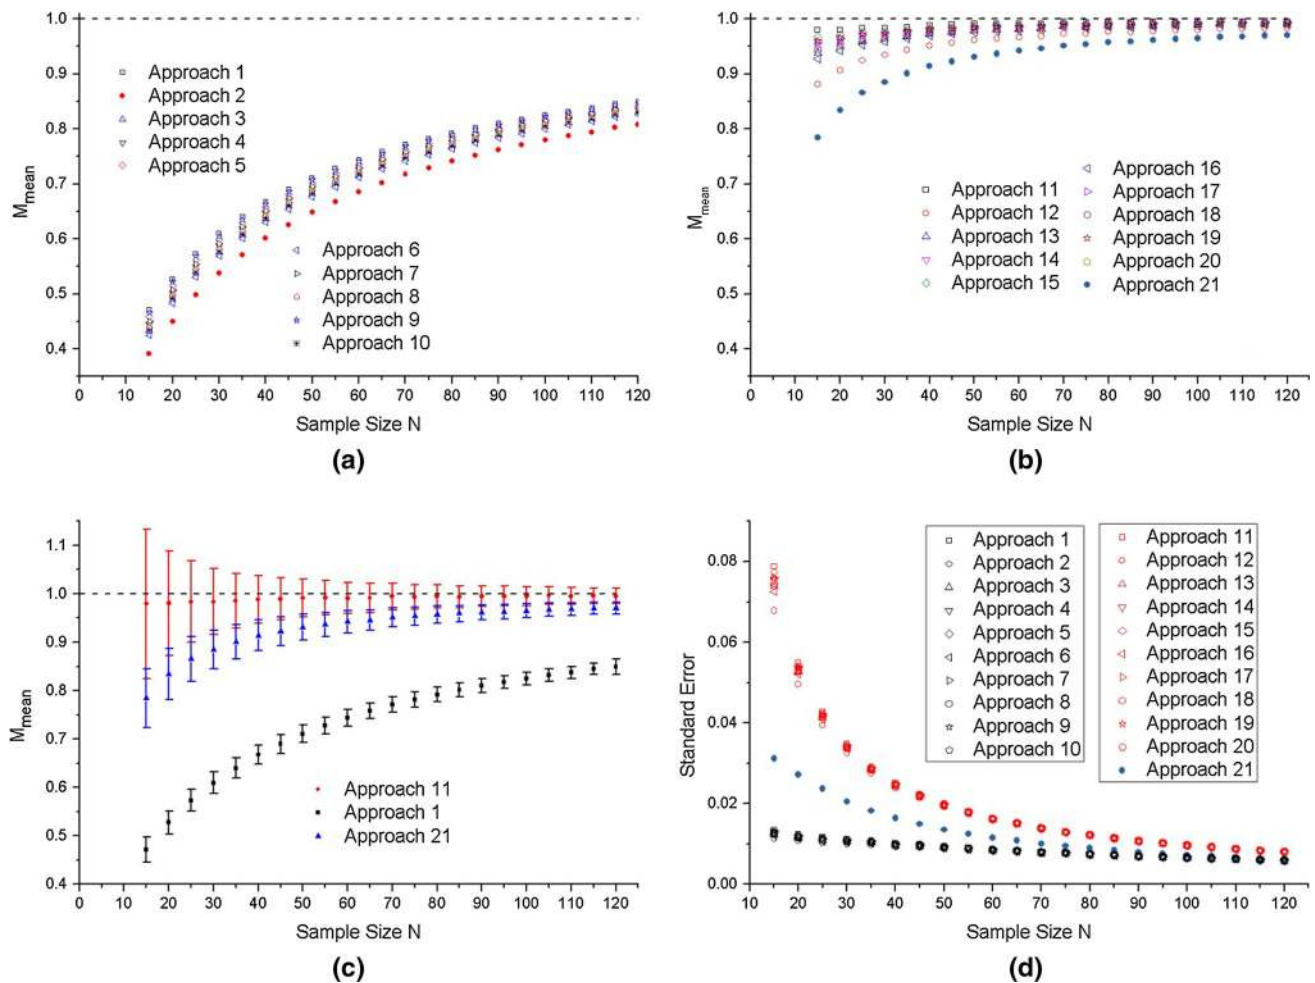 1.0
0.9
0.8
0.7
0.6
0.5
0.4
M_mean
Approach 1
Approach 2
Approach 3
Approach 4
Approach 5
Approach 6
Approach 7
Approach 8
Approach 9
Approach 10
0 10 20 30 40 50 60 70 80 90 100 110 120
Sample Size N
(a)
1.0
0.9
0.8
0.7
0.6
0.5
0.4
M_mean
Approach 11
Approach 12
Approach 13
Approach 14
Approach 15
Approach 16
Approach 17
Approach 18
Approach 19
Approach 20
Approach 21
0 10 20 30 40 50 60 70 80 90 100 110 120
Sample Size N
(b)
1.1
1.0
0.9
0.8
0.7
0.6
0.5
0.4
M_mean
Approach 11
Approach 1
Approach 21
0 10 20 30 40 50 60 70 80 90 100 110 120
Sample Size N
(c)
0.08
0.06
0.04
0.02
0.00
Standard Error
Approach 1
Approach 2
Approach 3
Approach 4
Approach 5
Approach 6
Approach 7
Approach 8
Approach 9
Approach 10
Approach 11
Approach 12
Approach 13
Approach 14
Approach 15
Approach 16
Approach 17
Approach 18
Approach 19
Approach 20
Approach 21
10 20 30 40 50 60 70 80 90 100 110 120
Sample Size N
(d)